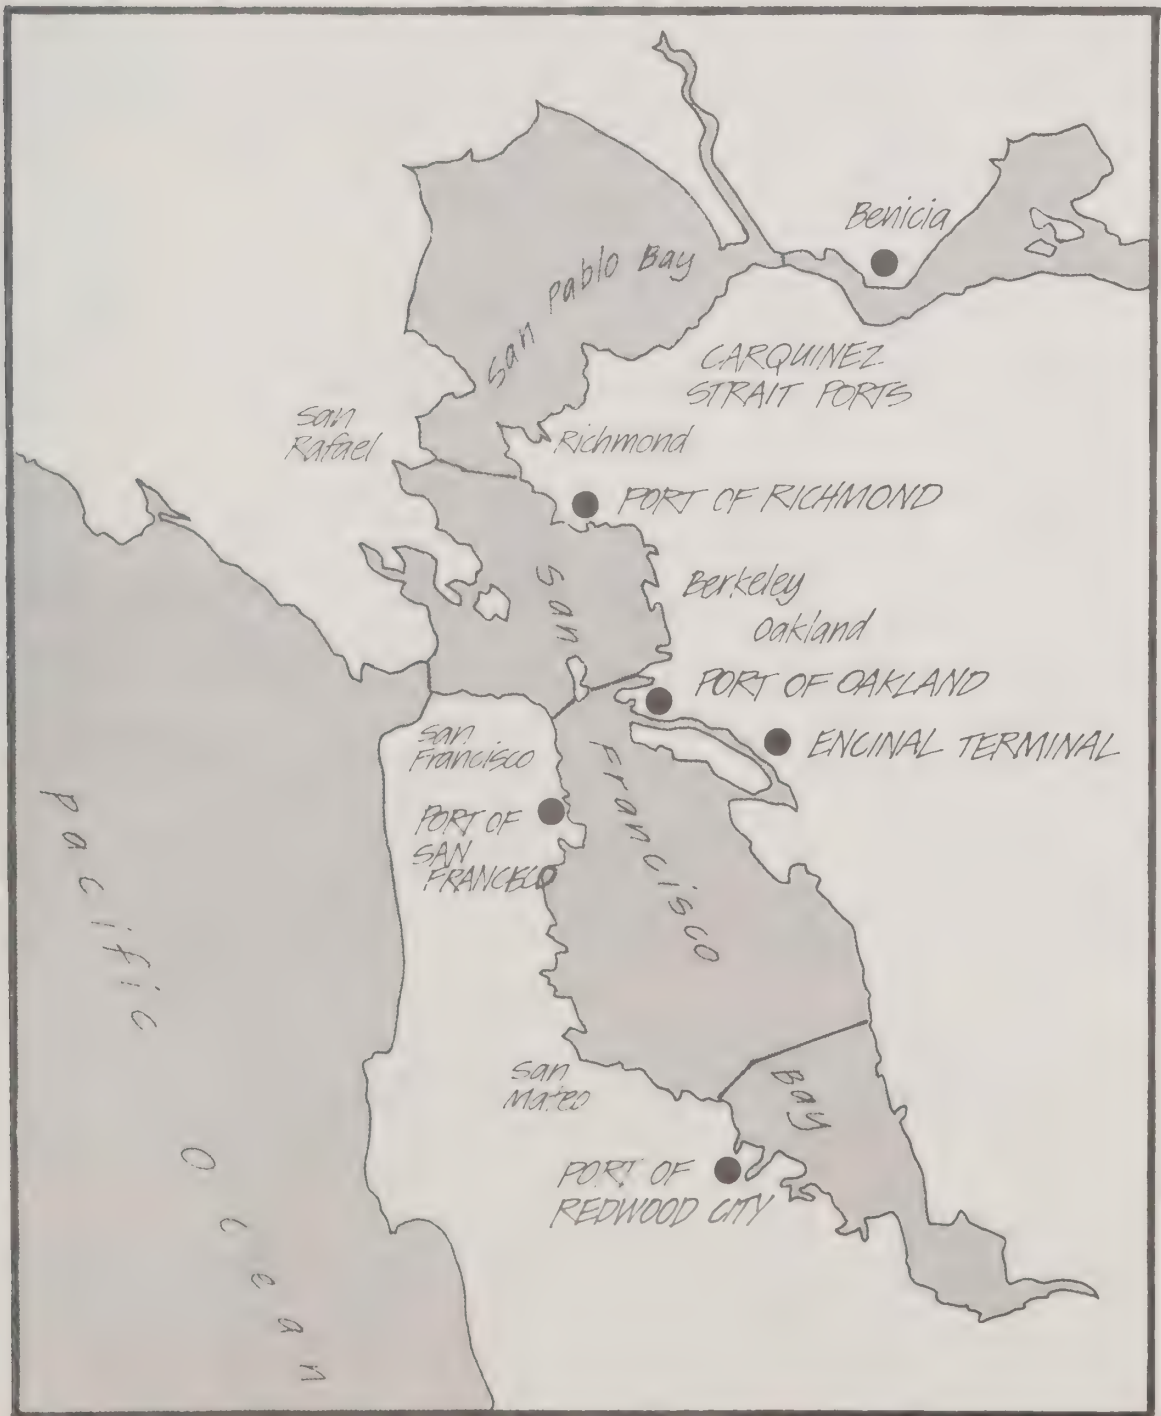 Benicia
San Pablo Bay
CARQUINEZ
STRAIT PORTS
San
Rafael
Richmond
PORT OF RICHMOND
San Francisco Bay
Berkeley
Oakland
PORT OF OAKLAND
ENCINAL TERMINAL
San
Francisco
PORT OF
SAN
FRANCISCO
Pacific Ocean
San
Mateo
PORT OF
REDWOOD CITY